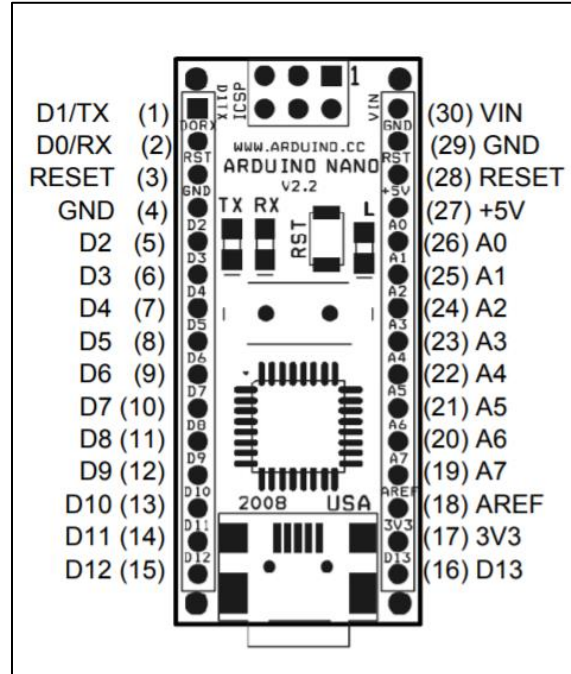 D1/TX (1)
D0/RX (2)
RESET (3)
GND (4)
D2 (5)
D3 (6)
D4 (7)
D5 (8)
D6 (9)
D7 (10)
D8 (11)
D9 (12)
D10 (13)
D11 (14)
D12 (15)
D1TX
ICSP
1
VIN
D0RX
RST
GND
D2
D3
D4
D5
D6
D7
D8
D9
D10
D11
D12
WWW.ARDUINO.CC
ARDUINO NANO
V2.2
TX RX
RST
L
2008 USA
GND
RST
+5V
A0
A1
A2
A3
A4
A5
A6
A7
AREF
3V3
D13
(30) VIN
(29) GND
(28) RESET
(27) +5V
(26) A0
(25) A1
(24) A2
(23) A3
(22) A4
(21) A5
(20) A6
(19) A7
(18) AREF
(17) 3V3
(16) D13